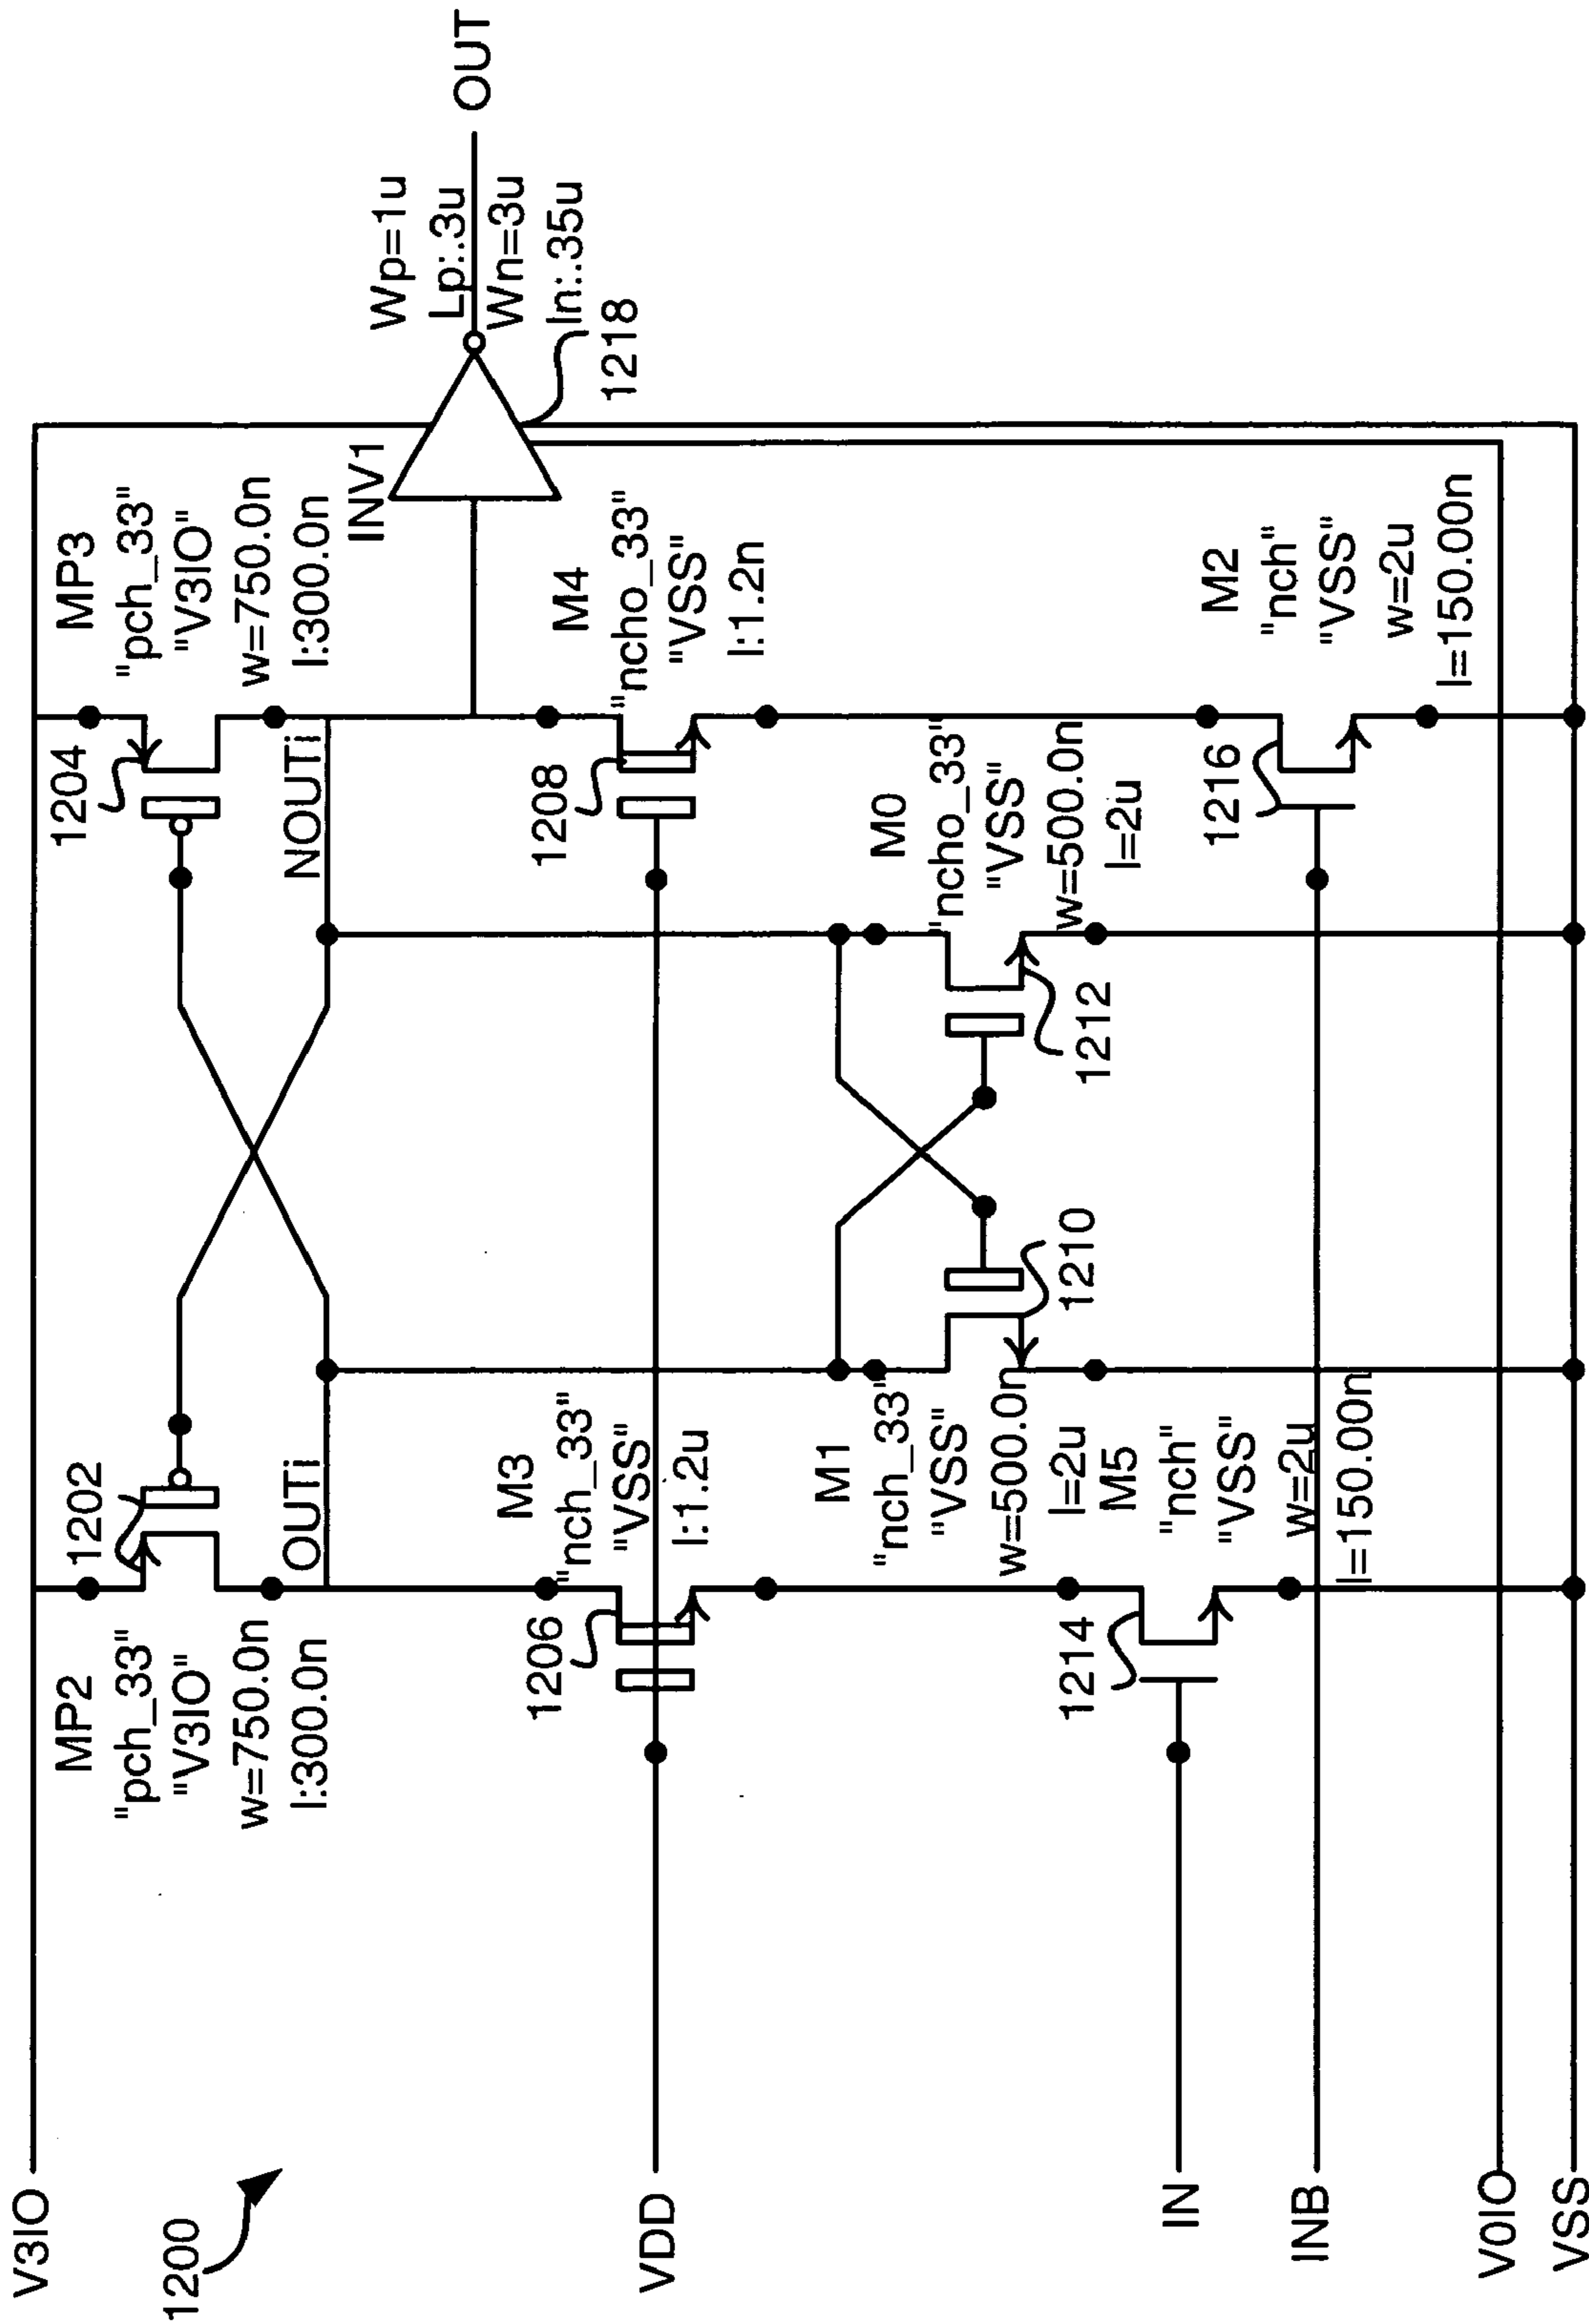 V3IO
1200
VDD
IN
INB
V0IO
VSS
MP2
"pch_33"
"V3IO"
w=750.0n
l:300.0n
1202
OUTi
1204
NOUTi
MP3
"pch_33"
"V3IO"
w=750.0n
l:300.0n
INV1
Wp=1u
Lp:.3u
Wn=3u
ln:.35u
1218
OUT
1206
M3
"nch_33"
"VSS"
l:1.2u
1208
M4
"ncho_33"
"VSS"
l:1.2n
M1
"nch_33"
"VSS"
w=500.0n
l=2u
1210
1212
M0
"ncho_33"
"VSS"
w=500.0n
l=2u
1214
M5
"nch"
"VSS"
w=2u
l=150.00n
1216
M2
"nch"
"VSS"
w=2u
l=150.00n